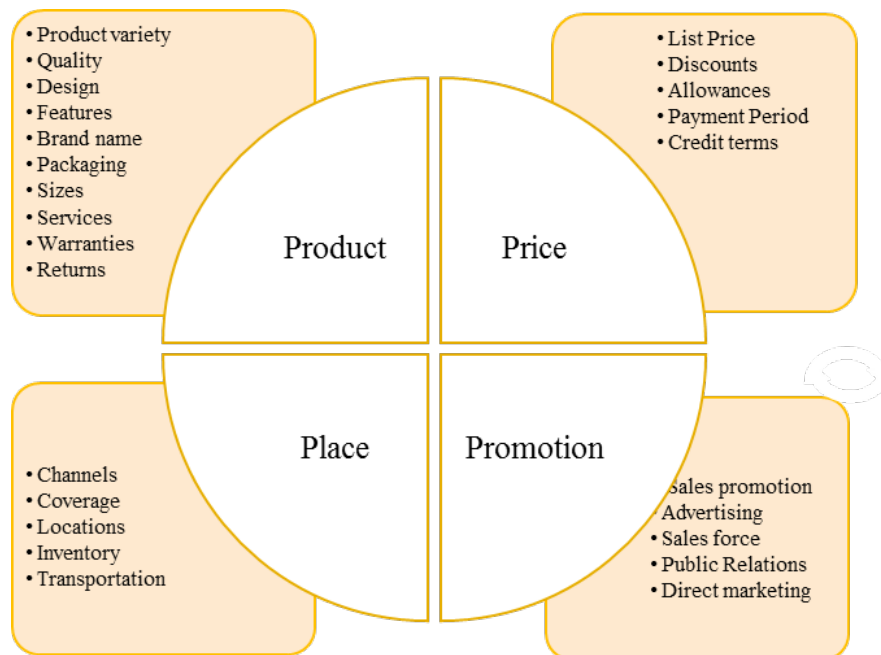 • Product variety
• Quality
• Design
• Features
• Brand name
• Packaging
• Sizes
• Services
• Warranties
• Returns
• List Price
• Discounts
• Allowances
• Payment Period
• Credit terms
Product
Price
Place
Promotion
• Channels
• Coverage
• Locations
• Inventory
• Transportation
Sales promotion
• Advertising
• Sales force
• Public Relations
• Direct marketing